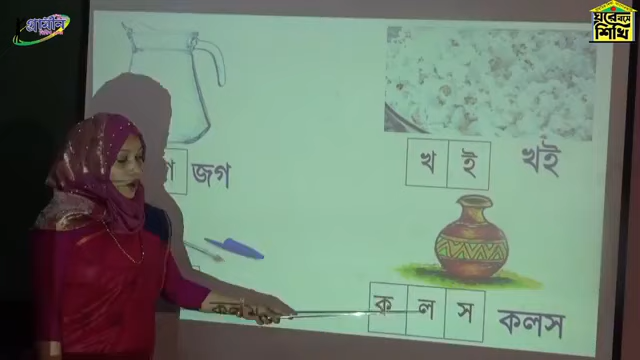 ঘরে বসে
শিখি
জগ
খ ই খই
ক ল স কলস